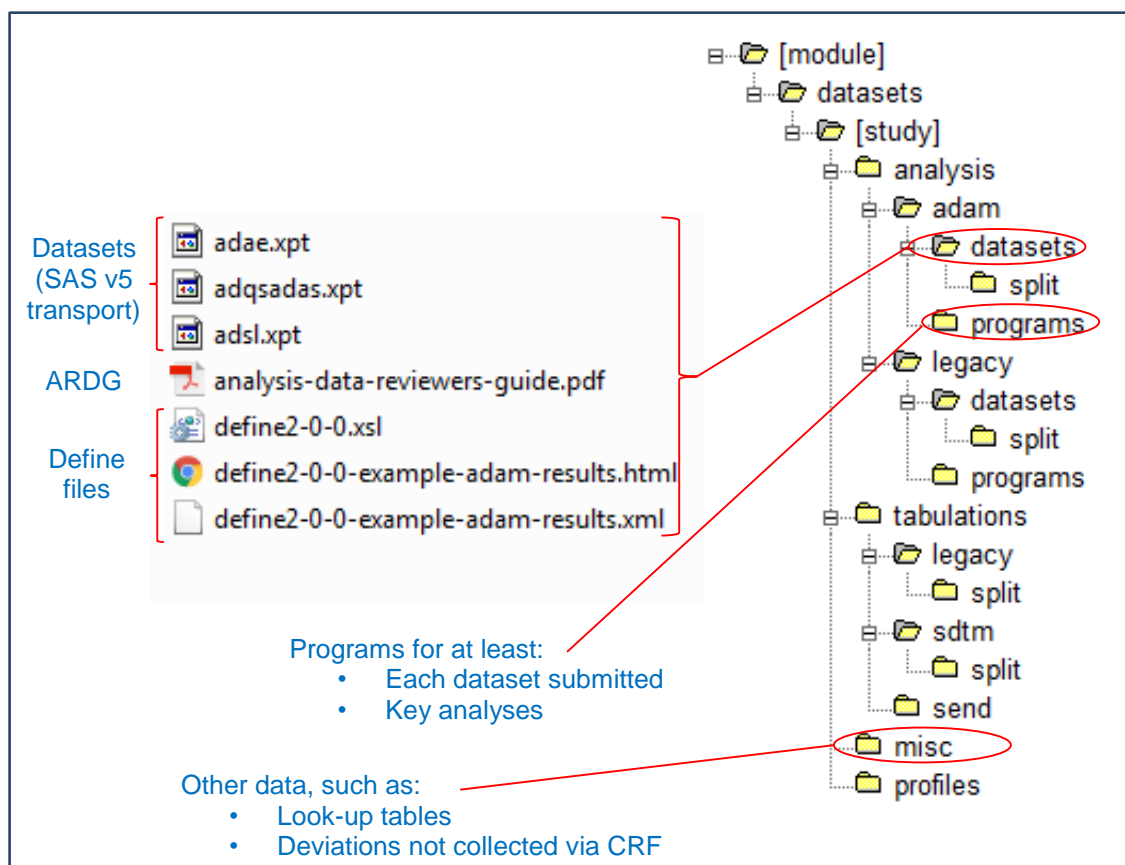 [module]
datasets
[study]
analysis
adam
datasets
split
programs
legacy
datasets
split
programs
tabulations
legacy
split
sdtm
split
send
misc
profiles
Datasets
(SAS v5
transport)
adae.xpt
adqsadas.xpt
adsl.xpt
ARDG
analysis-data-reviewers-guide.pdf
Define
files
define2-0-0.xsl
define2-0-0-example-adam-results.html
define2-0-0-example-adam-results.xml
Programs for at least:
• Each dataset submitted
• Key analyses
Other data, such as:
• Look-up tables
• Deviations not collected via CRF